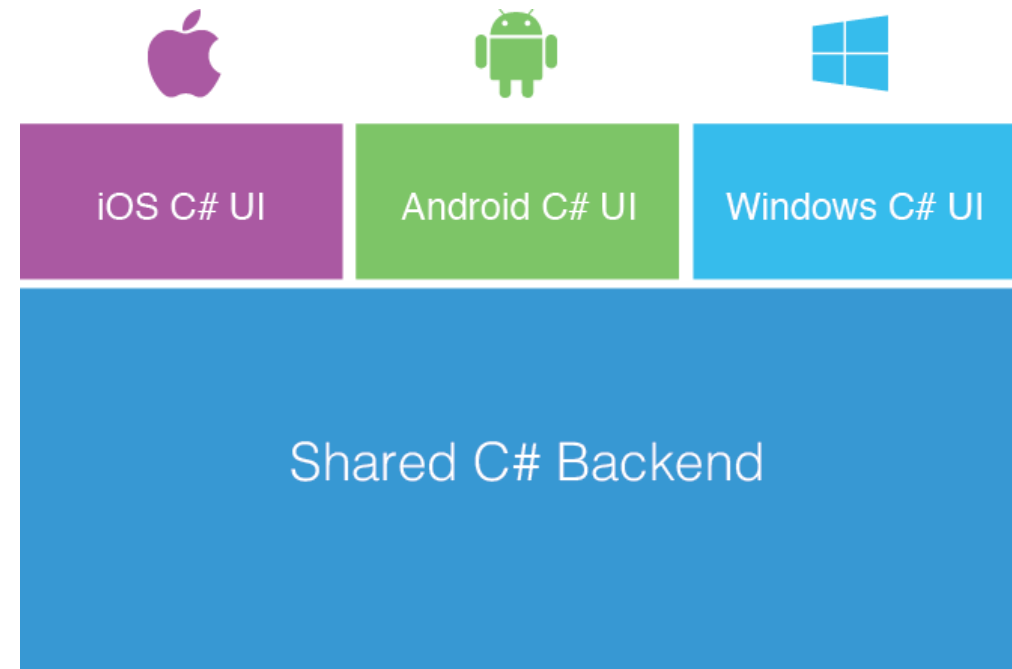 iOS C# UI
Android C# UI
Windows C# UI
Shared C# Backend